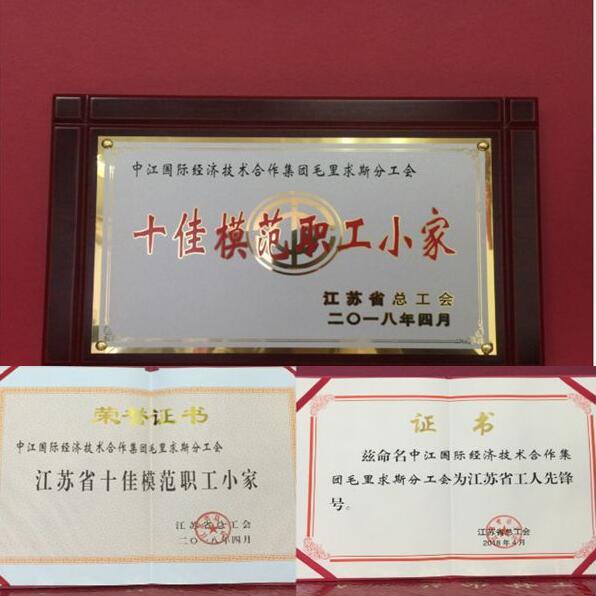 中江国际经济技术合作集团毛里求斯分工会
十佳模范职工小家
江苏省总工会
二〇一八年四月
荣誉证书
中江国际经济技术合作集团毛里求斯分工会
江苏省十佳模范职工小家
江苏省总工会
二〇一八年四月
证书
兹命名中江国际经济技术合作集
团毛里求斯分工会为江苏省工人先锋
号。
江苏省总工会
2018年4月